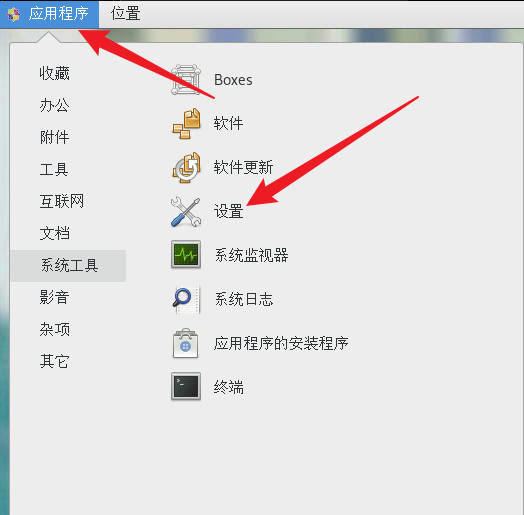 应用程序 位置
收藏
办公
附件
工具
互联网
文档
系统工具
影音
杂项
其它
Boxes
软件
软件更新
设置
系统监视器
系统日志
应用程序的安装程序
终端